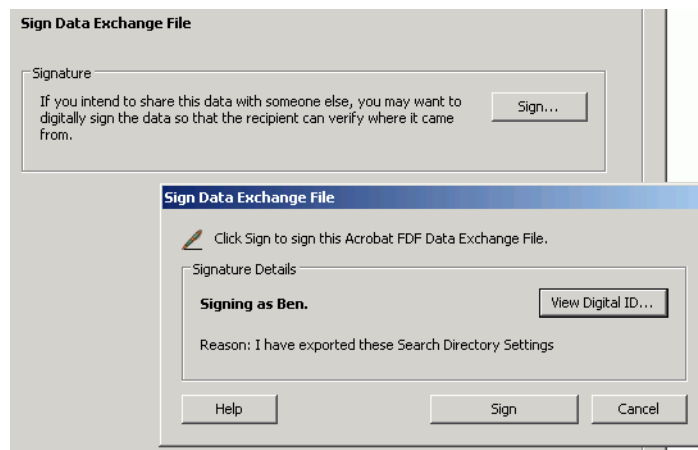 Sign Data Exchange File
Signature
If you intend to share this data with someone else, you may want to
digitally sign the data so that the recipient can verify where it came
from.
Sign...
Sign Data Exchange File
Click Sign to sign this Acrobat FDF Data Exchange File.
Signature Details
Signing as Ben.
View Digital ID...
Reason: I have exported these Search Directory Settings
Help
Sign
Cancel